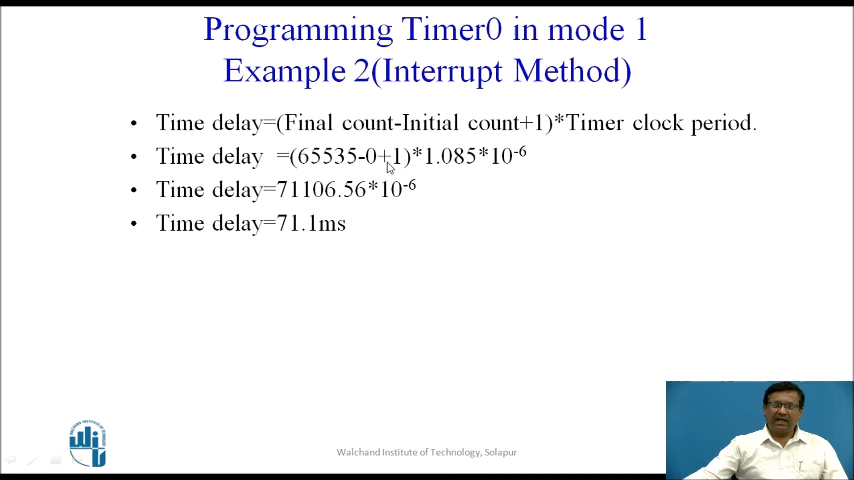 Programming Timer0 in mode 1
Example 2(Interrupt Method)
• Time delay=(Final count-Initial count+1)*Timer clock period.
• Time delay =(65535-0+1)*1.085*10⁻⁶
• Time delay=71106.56*10⁻⁶
• Time delay=71.1ms
Walchand Institute of Technology, Solapur